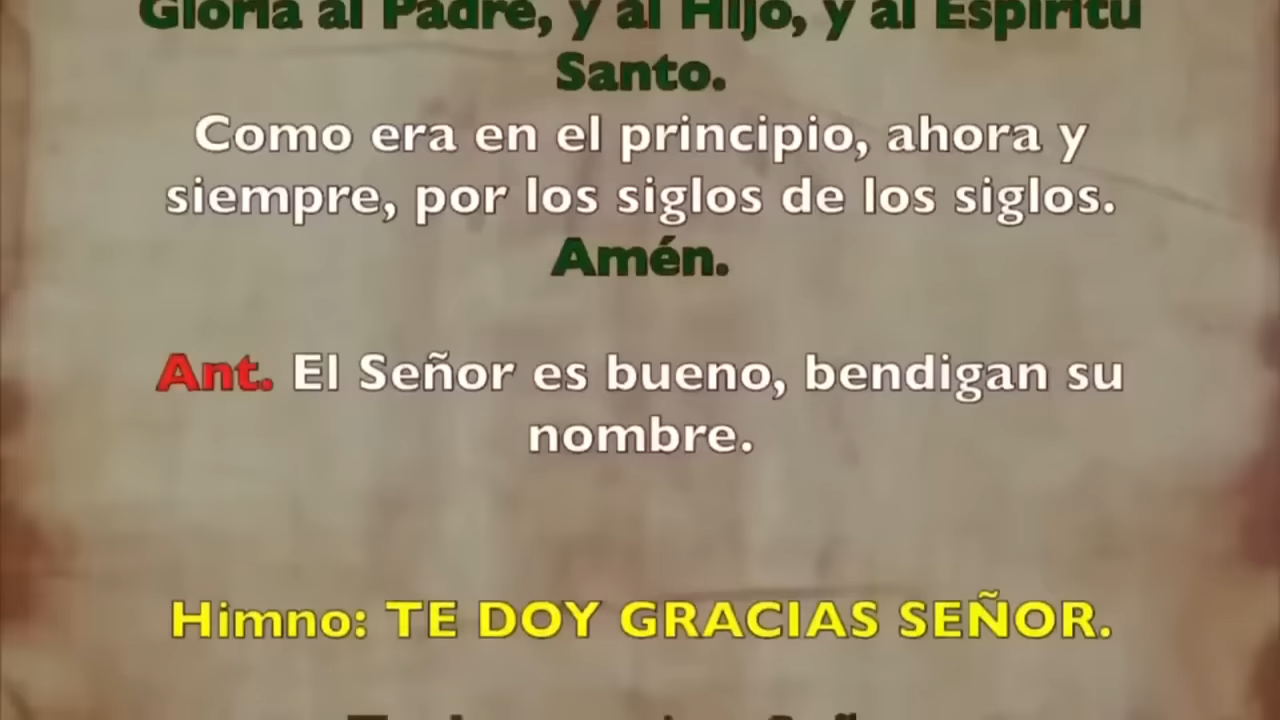 Gloria al Padre, y al Hijo, y al Espíritu
Santo.
Como era en el principio, ahora y
siempre, por los siglos de los siglos.
Amén.
Ant. El Señor es bueno, bendigan su
nombre.
Himno: TE DOY GRACIAS SEÑOR.